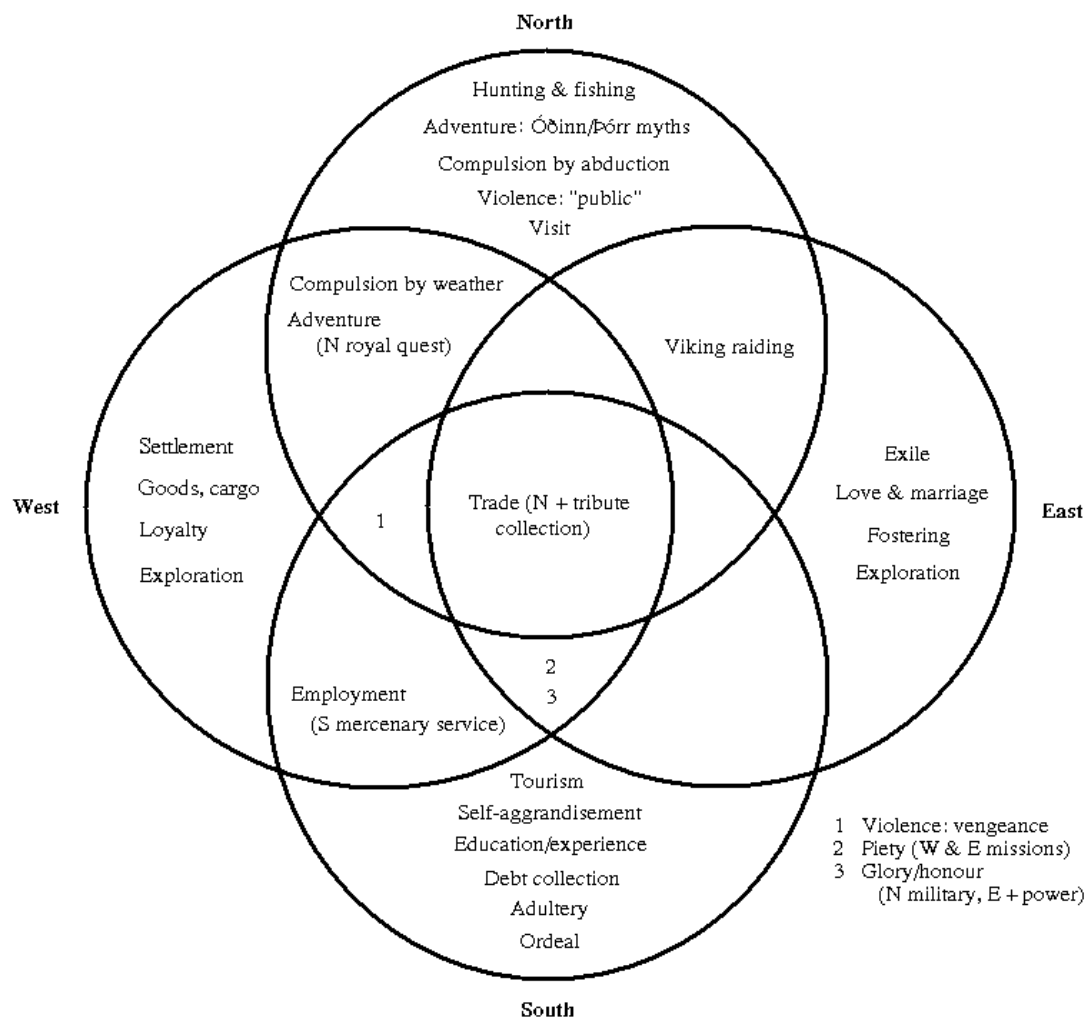 North
Hunting & fishing
Adventure: Óðinn/Þórr myths
Compulsion by abduction
Violence: "public"
Visit
Compulsion by weather
Adventure
(N royal quest)
Viking raiding
Settlement
Goods, cargo
Loyalty
Exploration
West
1
Trade (N + tribute
collection)
Exile
Love & marriage
Fostering
Exploration
East
2
3
Employment
(S mercenary service)
Tourism
Self-aggrandisement
Education/experience
Debt collection
Adultery
Ordeal
1 Violence: vengeance
2 Piety (W & E missions)
3 Glory/honour
(N military, E + power)
South